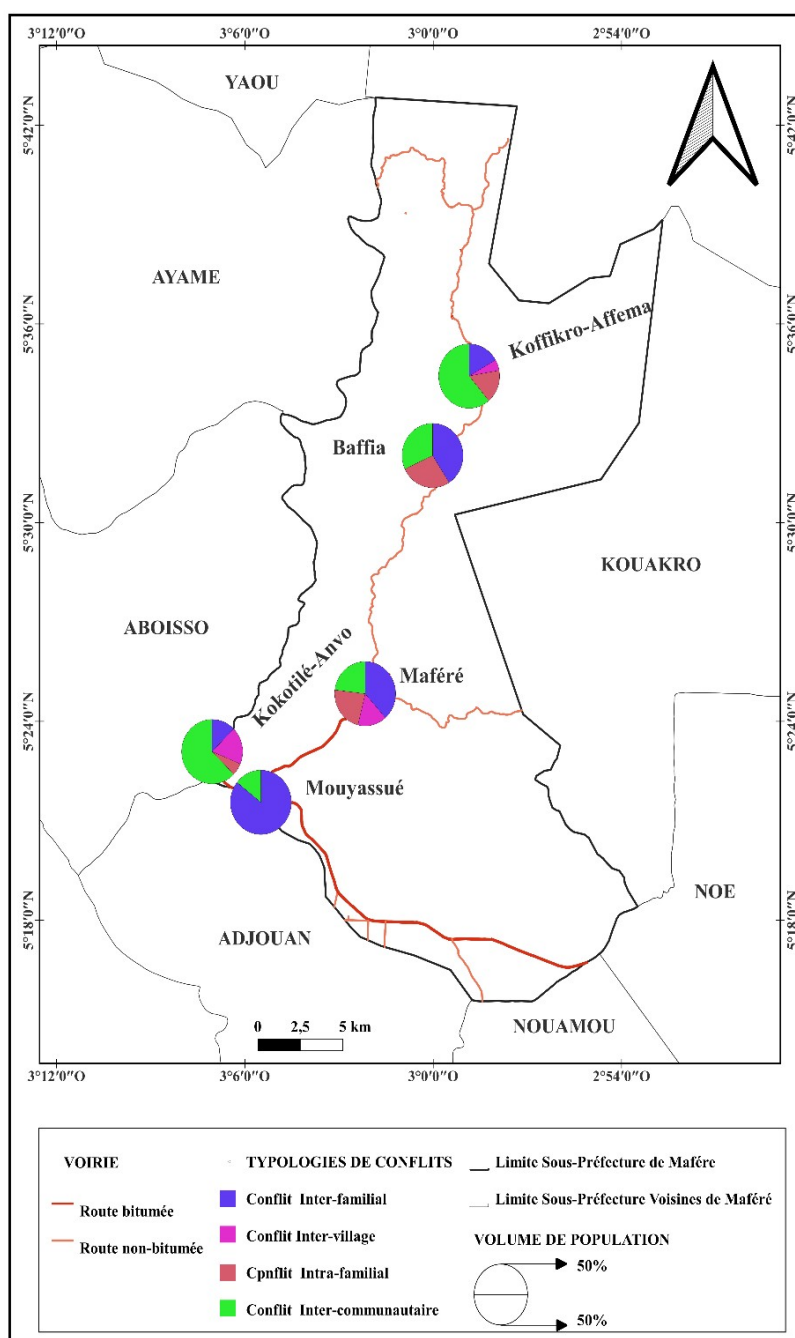 3°12'0"O
3°6'0"O
3°0'0"O
2°54'0"O
5°42'0"N
5°42'0"N
5°36'0"N
5°36'0"N
5°30'0"N
5°30'0"N
5°24'0"N
5°24'0"N
5°18'0"N
5°18'0"N
YAOU
AYAME
Koffikro-Affema
Baffia
KOUAKRO
ABOISSO
Kokotilé-Anvo
Maféré
Mouyassué
NOE
ADJOUAN
NOUAMOU
0 2,5 5 km
3°12'0"O
3°6'0"O
3°0'0"O
2°54'0"O
VOIRIE
Route bitumée
Route non-bitumée
TYPOLOGIES DE CONFLITS
Conflit Inter-familial
Conflit Inter-village
Cpnflit Intra-familial
Conflit Inter-communautaire
Limite Sous-Préfecture de Mafére
Limite Sous-Préfecture Voisines de Maféré
VOLUME DE POPULATION
50%
50%